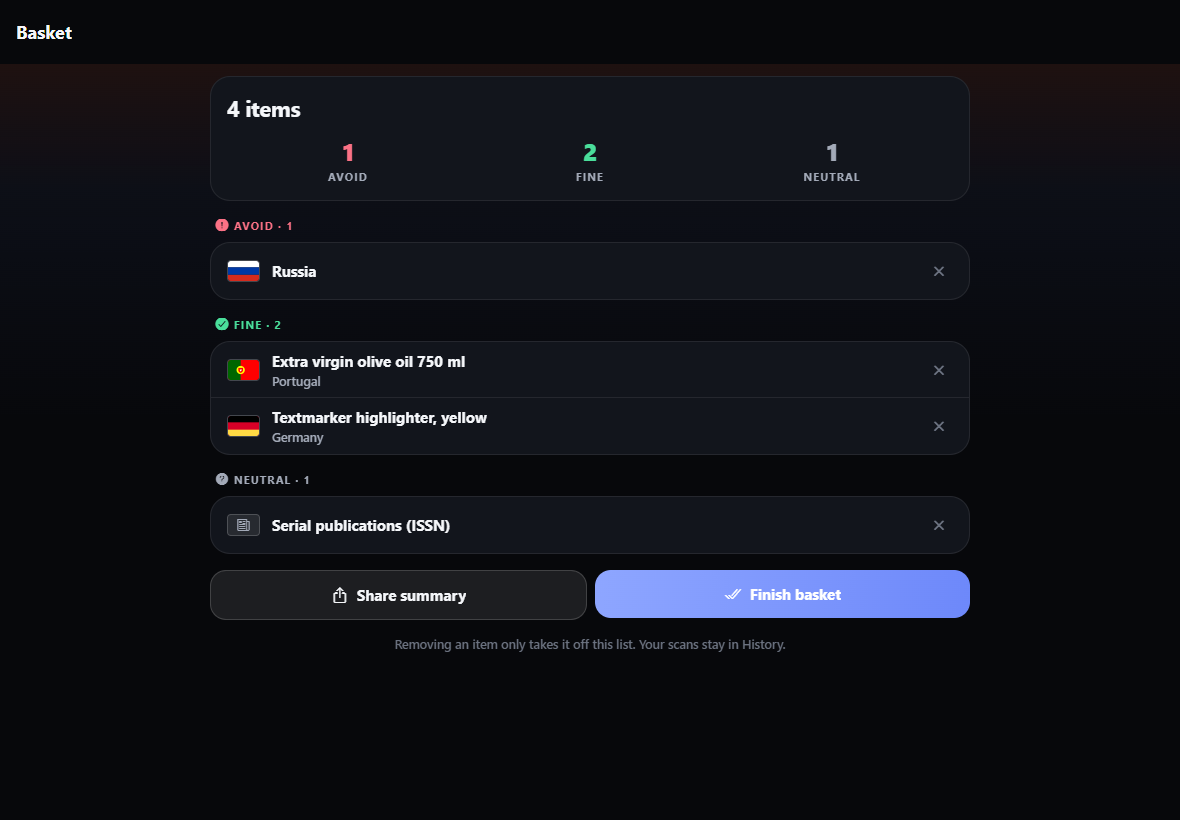 Basket
4 items
1
AVOID
2
FINE
1
NEUTRAL
AVOID · 1
Russia
FINE · 2
Extra virgin olive oil 750 ml
Portugal
Textmarker highlighter, yellow
Germany
NEUTRAL · 1
Serial publications (ISSN)
Share summary
Finish basket
Removing an item only takes it off this list. Your scans stay in History.